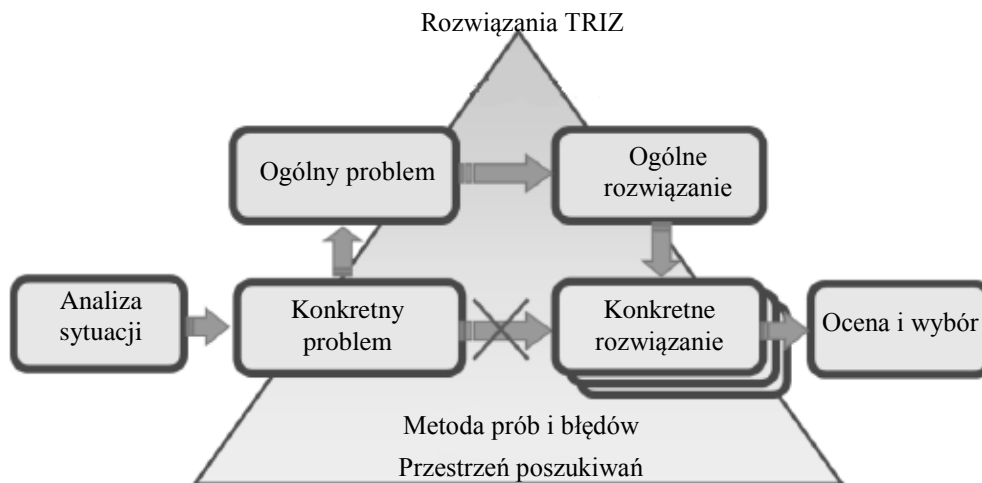 Rozwiązania TRIZ
Ogólny problem
Ogólne
rozwiązanie
Analiza
sytuacji
Konkretny
problem
Konkretne
rozwiązanie
Ocena i wybór
Metoda prób i błędów
Przestrzeń poszukiwań